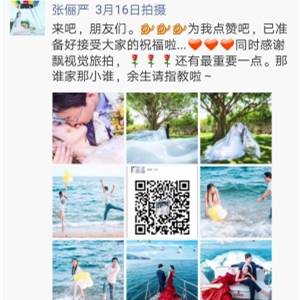 张俪严 3月16日拍摄
来吧，朋友们。👏👏👏为我点赞吧，已准
备好接受大家的祝福啦...❤❤❤同时感谢
飘视觉旅拍，🌹🌹🌹还有最重要一点。那
谁家那小谁，余生请指教啦～